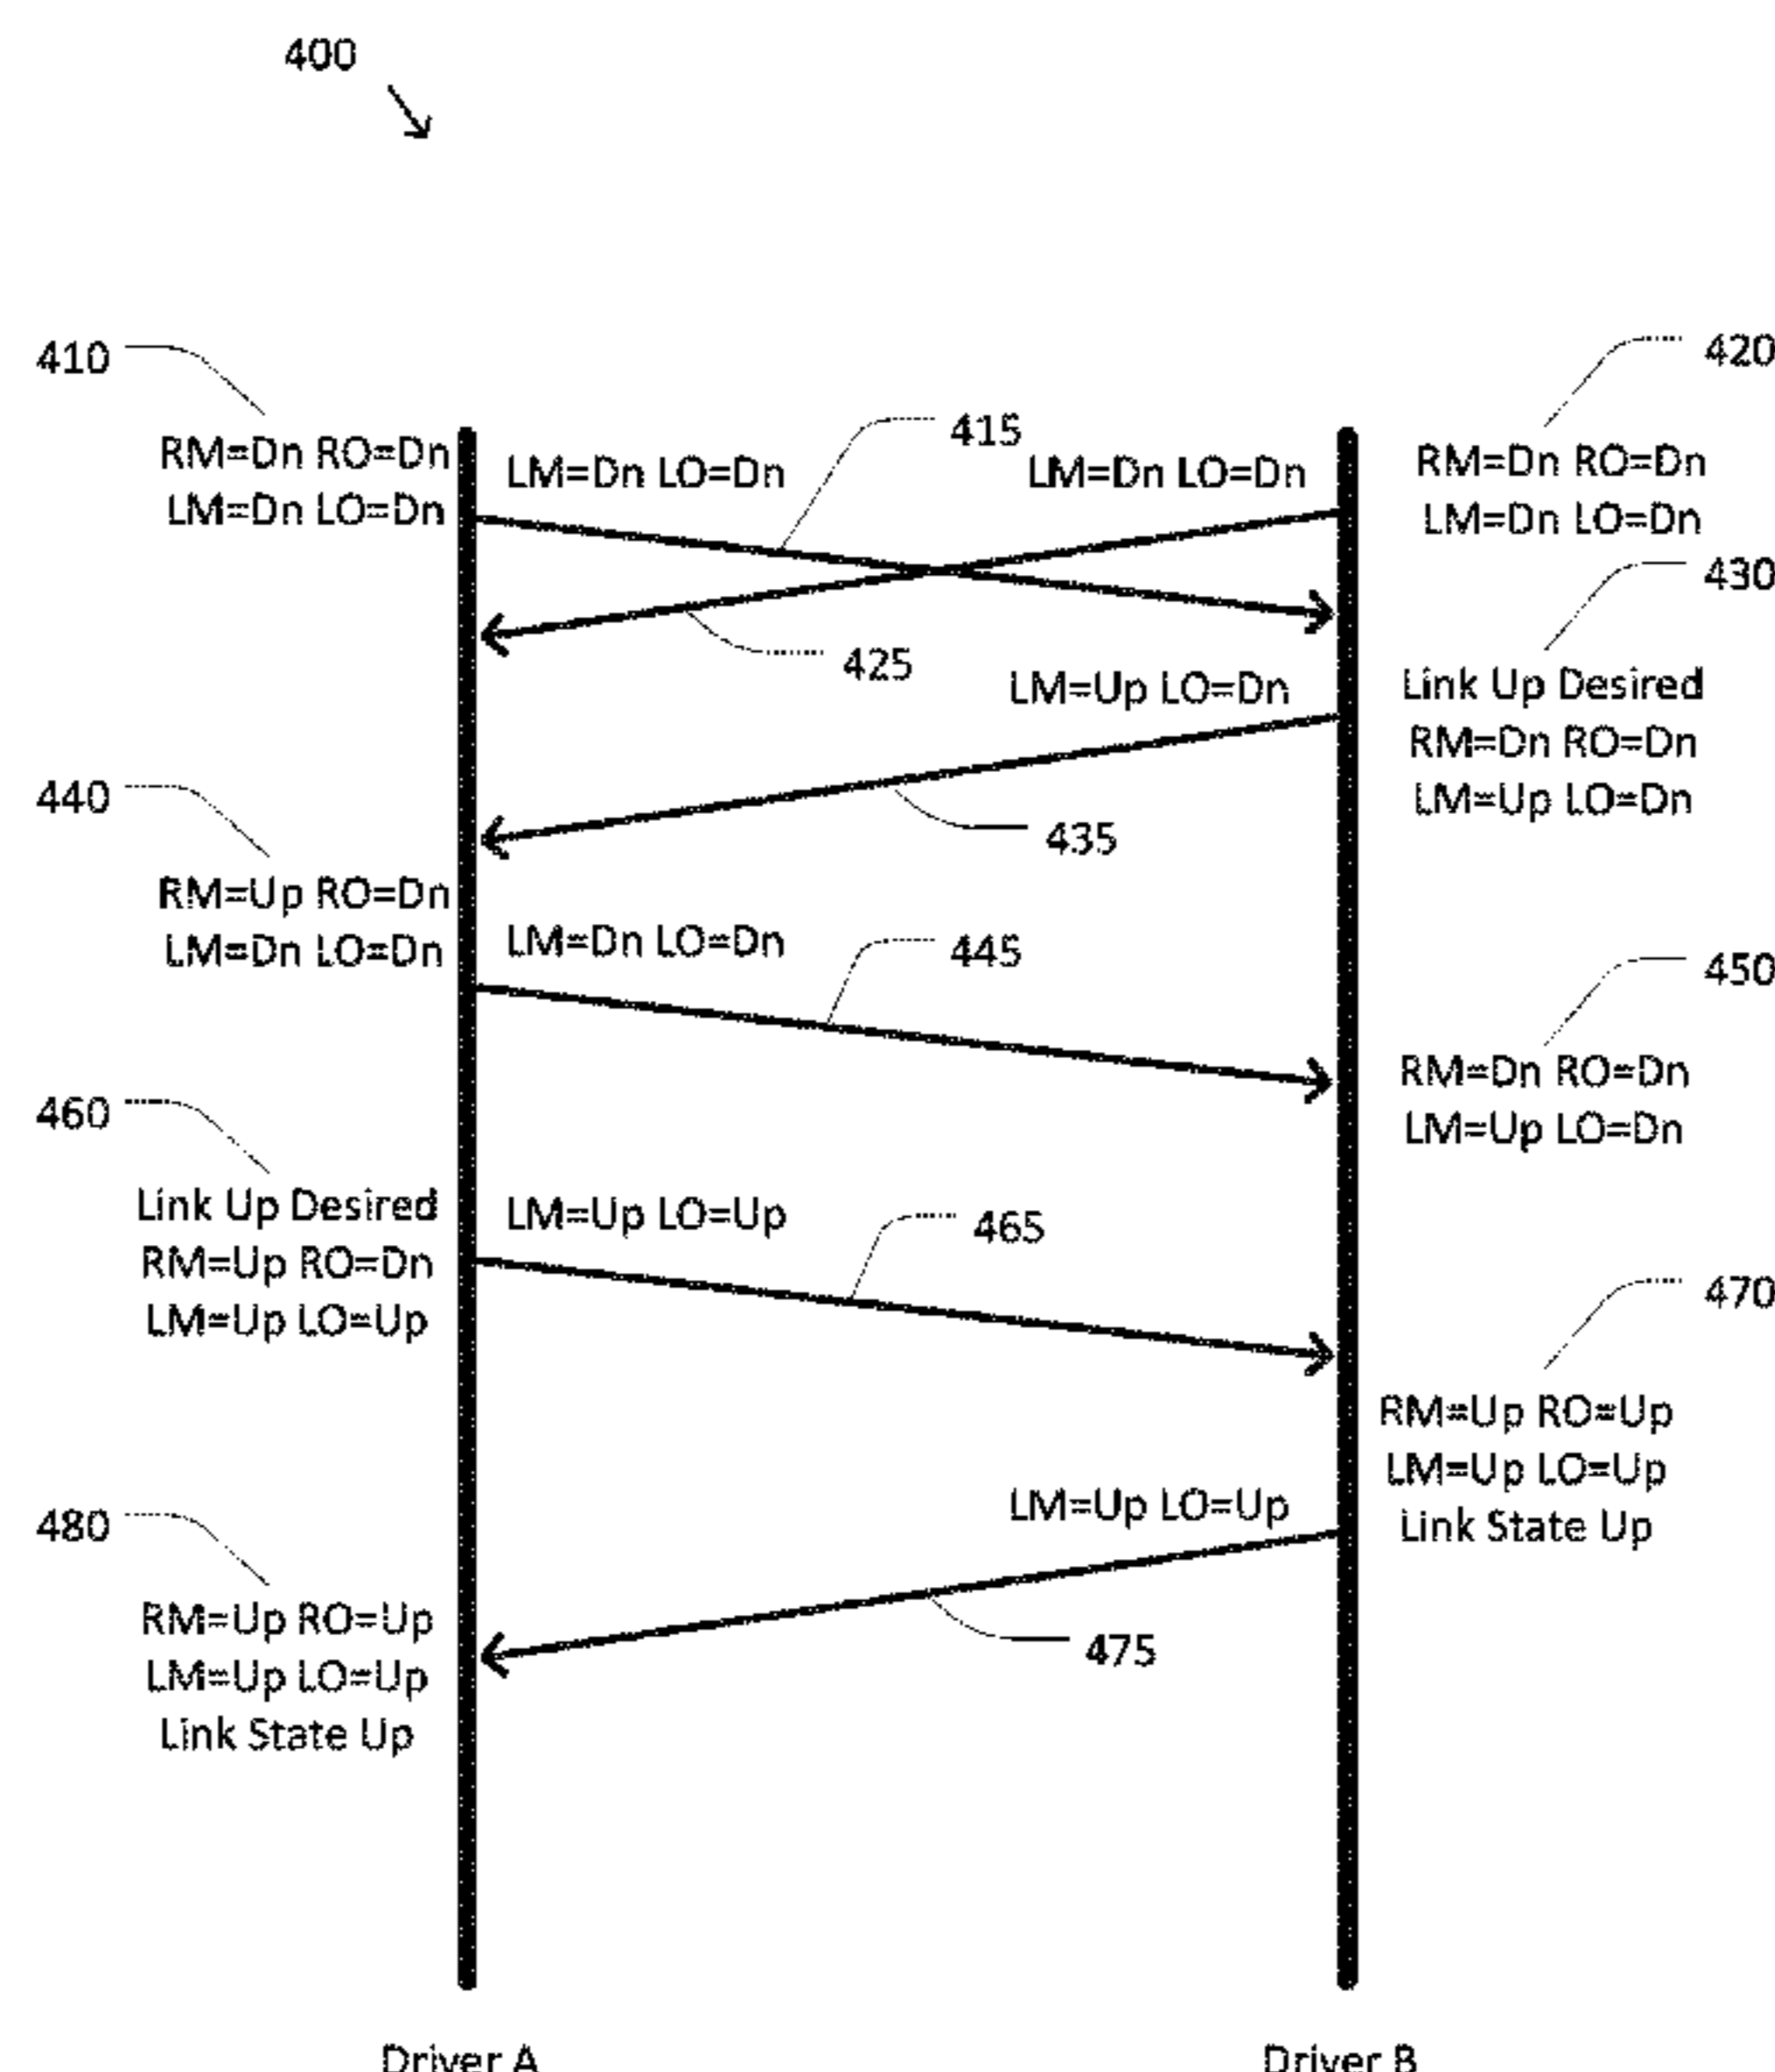 400
410
420
415
RM=Dn RO=Dn
LM=Dn LO=Dn
LM=Dn LO=Dn
LM=Dn LO=Dn
RM=Dn RO=Dn
LM=Dn LO=Dn
430
425
LM=Up LO=Dn
Link Up Desired
RM=Dn RO=Dn
LM=Up LO=Dn
440
435
RM=Up RO=Dn
LM=Dn LO=Dn
LM=Dn LO=Dn
445
450
RM=Dn RO=Dn
LM=Up LO=Dn
460
Link Up Desired
RM=Up RO=Dn
LM=Up LO=Up
LM=Up LO=Up
465
470
RM=Up RO=Up
LM=Up LO=Up
Link State Up
LM=Up LO=Up
480
475
RM=Up RO=Up
LM=Up LO=Up
Link State Up
Driver A
Driver B